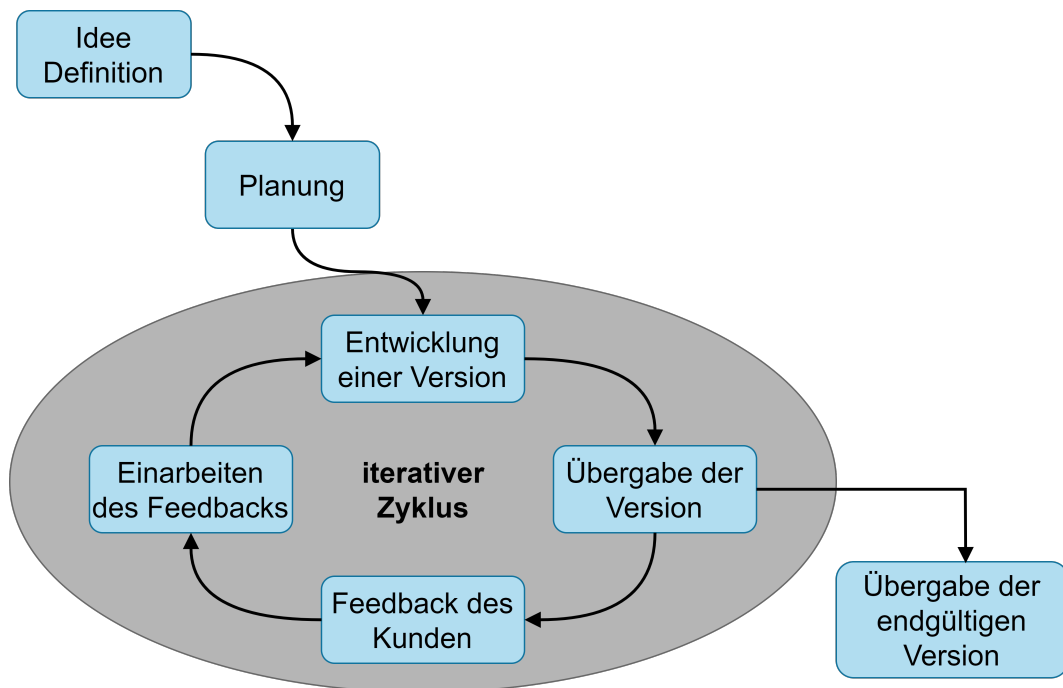 Idee
Definition
Planung
Entwicklung
einer Version
Einarbeiten
des Feedbacks
iterativer
Zyklus
Übergabe der
Version
Feedback des
Kunden
Übergabe der
endgültigen
Version